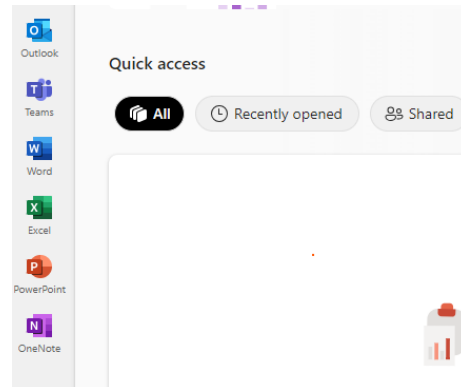 Outlook
Teams
Word
Excel
PowerPoint
OneNote
Quick access
All
Recently opened
Shared